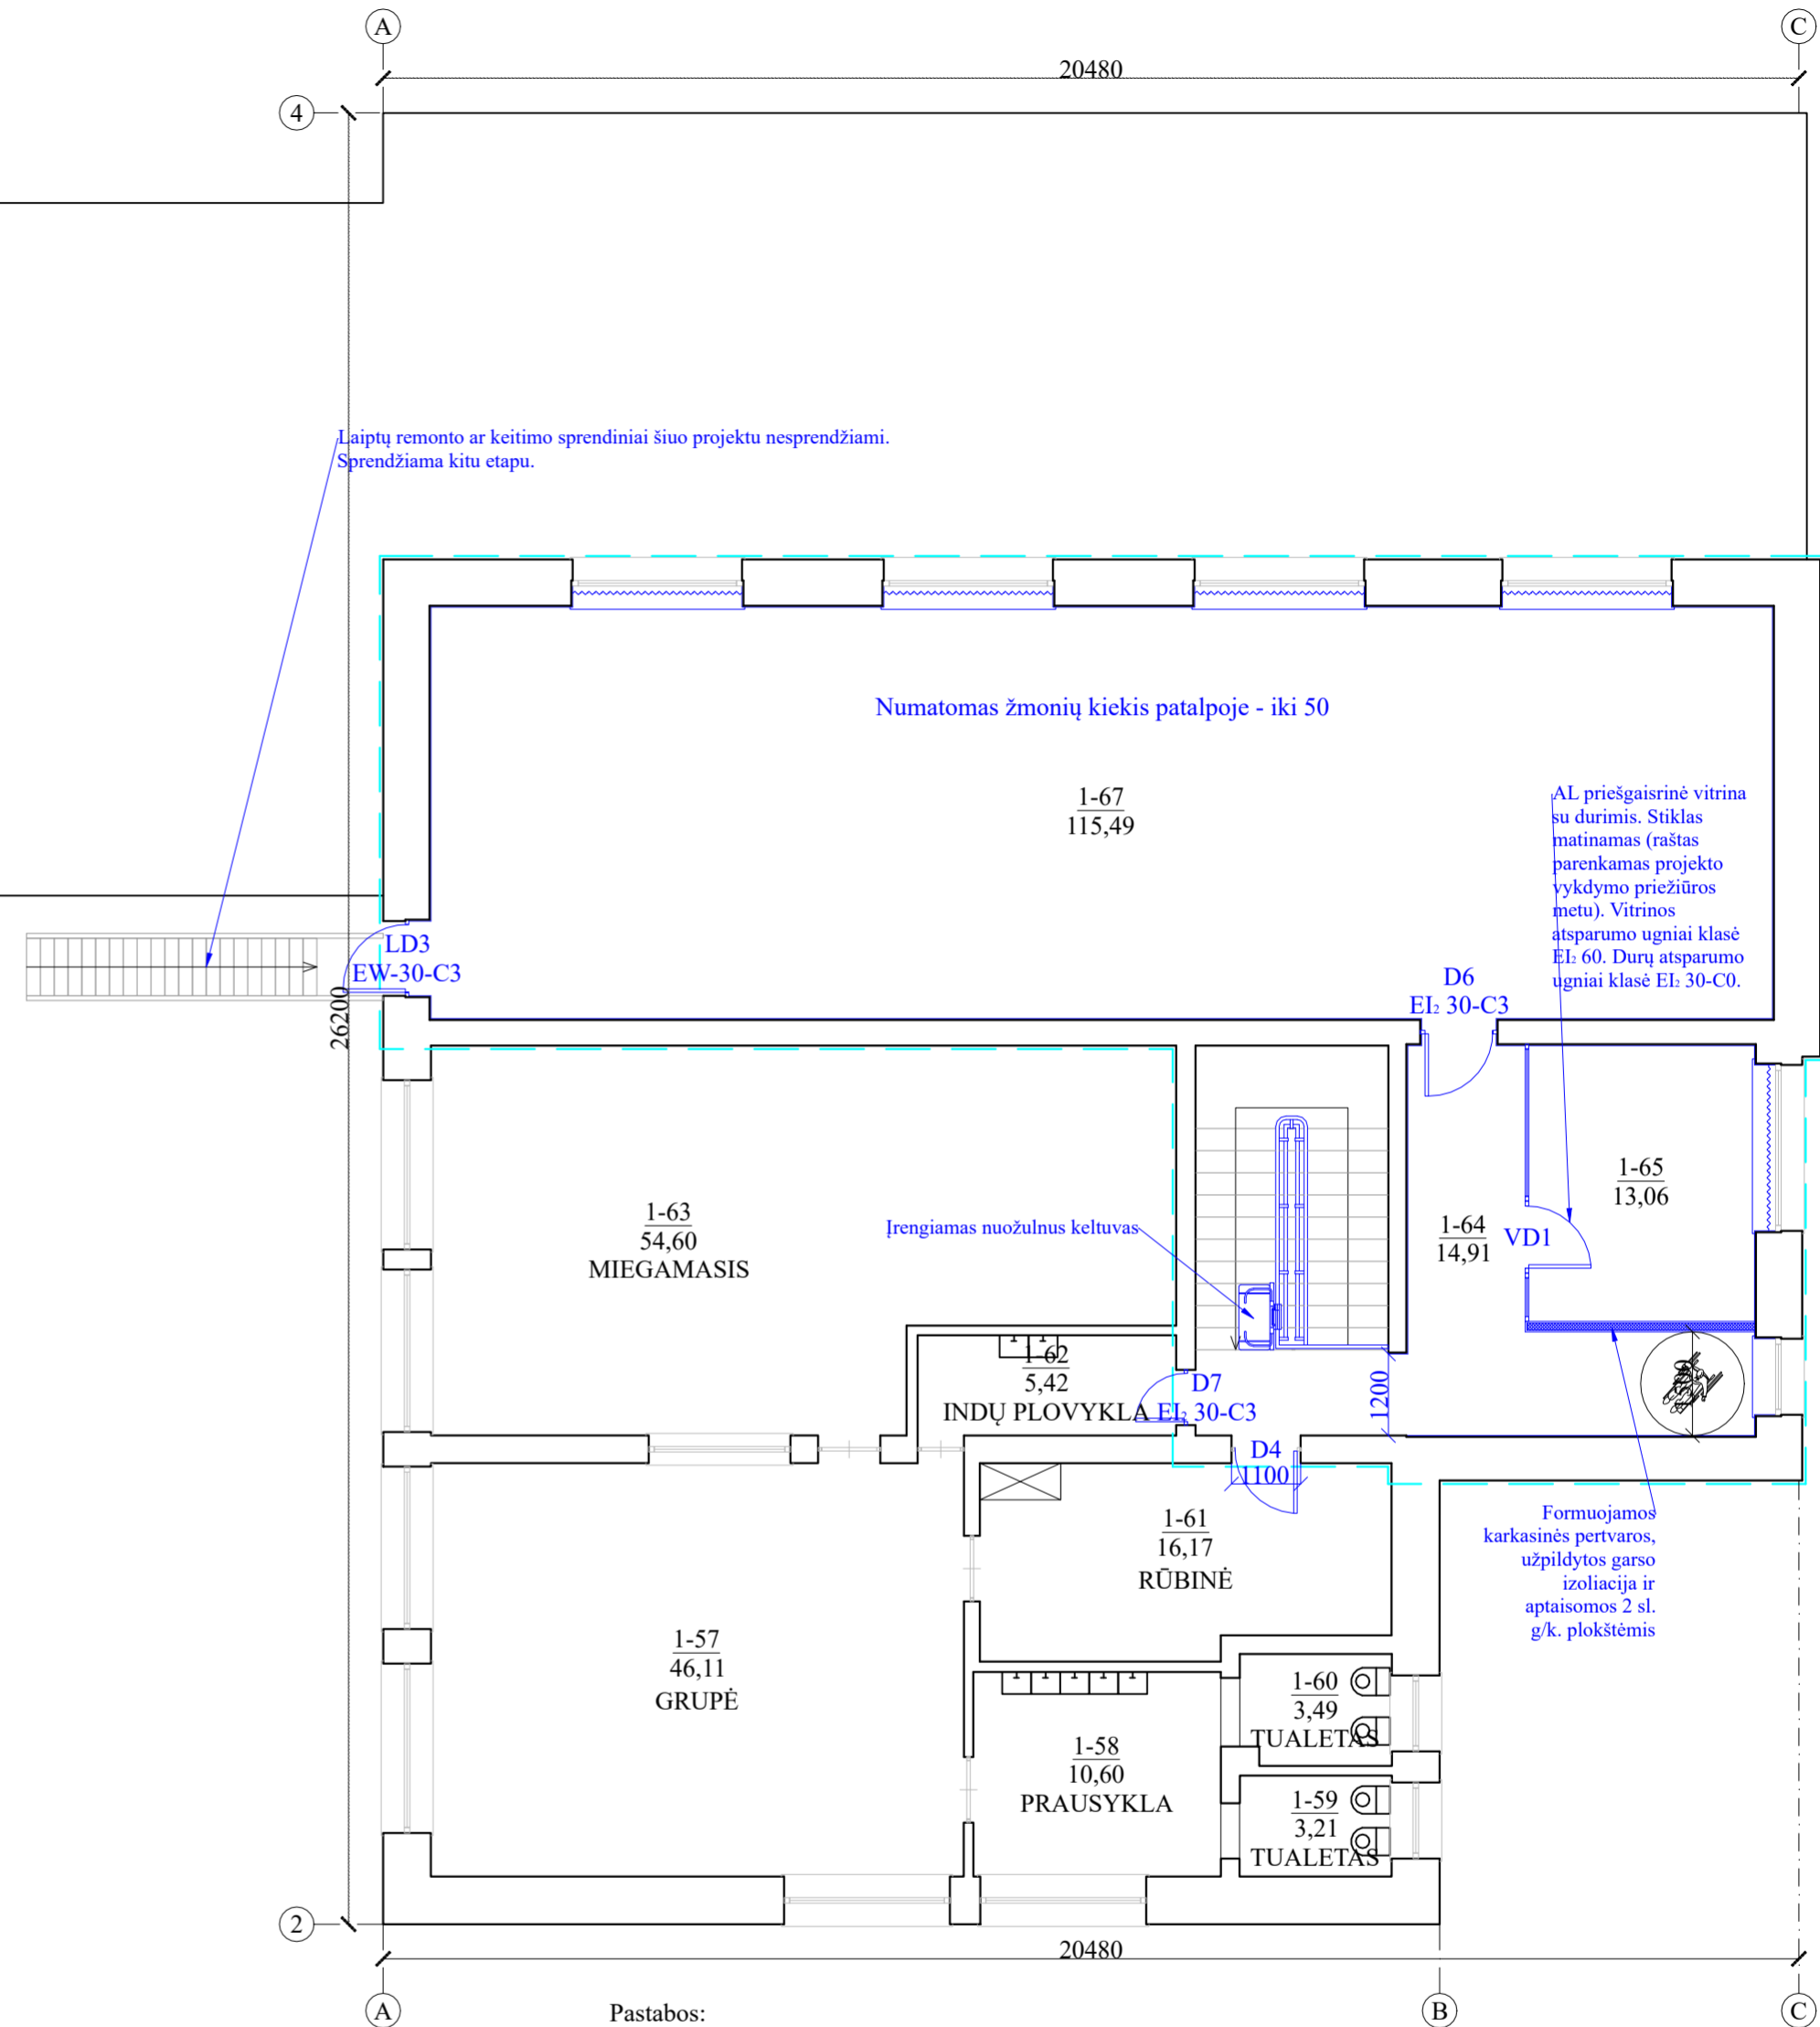 A
C
20480
4
Laiptų remonto ar keitimo sprendiniai šiuo projektu nesprendžiami.
Sprendžiama kitu etapu.
Numatomas žmonių kiekis patalpoje - iki 50
1-67
115,49
AL priešgaisrinė vitrina
su durimis. Stiklas
matinamas (raštas
parenkamas projekto
vykdymo priežiūros
metu). Vitrinos
atsparumo ugniai klasė
EI₂ 60. Durų atsparumo
ugniai klasė EI₂ 30-C0.
LD3
EW-30-C3
D6
EI₂ 30-C3
26200
1-65
13,06
1-63
54,60
MIEGAMASIS
Įrengiamas nuožulnus keltuvas
1-64
14,91
VD1
1-62
5,42
INDŲ PLOVYKLA
D7
EI₂ 30-C3
1200
D4
1100
1-61
16,17
RŪBINĖ
Formuojamos
karkasinės pertvaros,
užpildytos garso
izoliacija ir
aptaisomos 2 sl.
g/k. plokštėmis
1-57
46,11
GRUPĖ
1-60
3,49
TUALETAS
1-58
10,60
PRAUSYKLA
1-59
3,21
TUALETAS
2
20480
A
B
C
Pastabos: